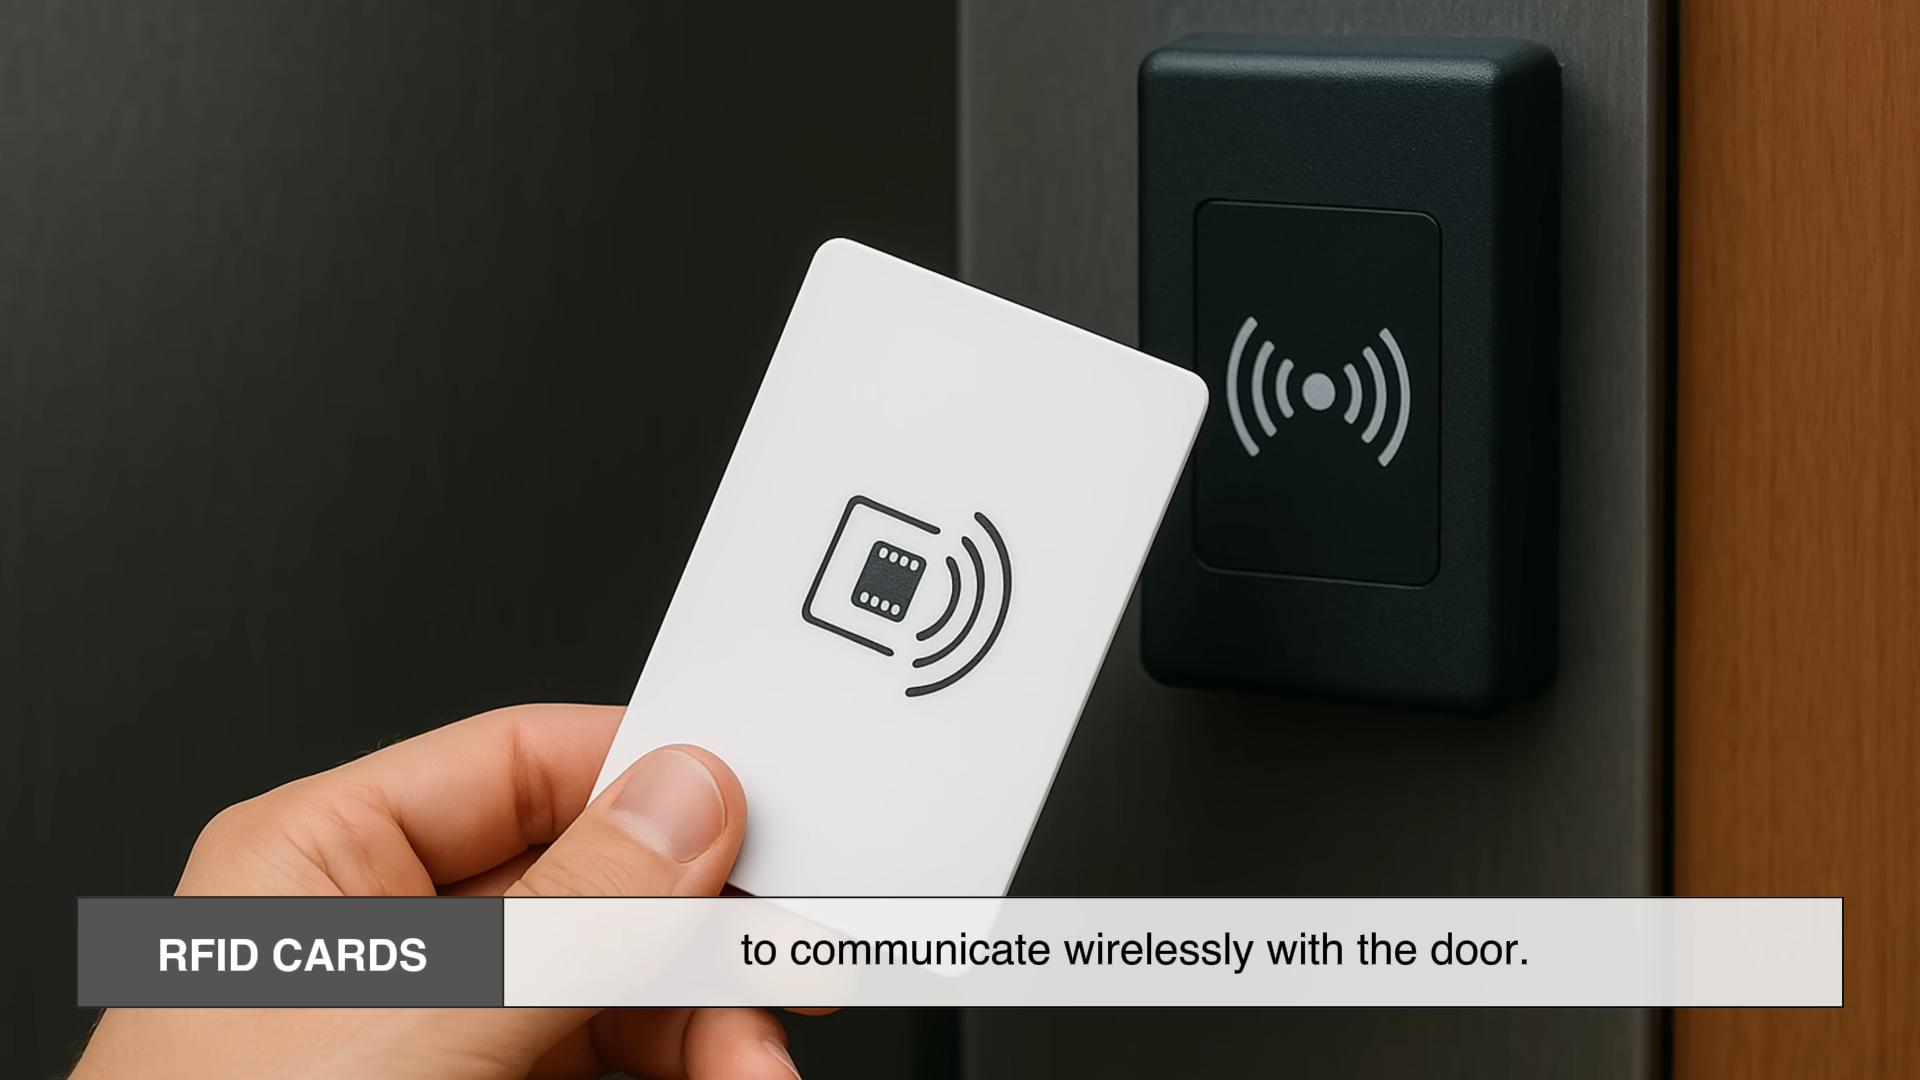 RFID CARDS
to communicate wirelessly with the door.